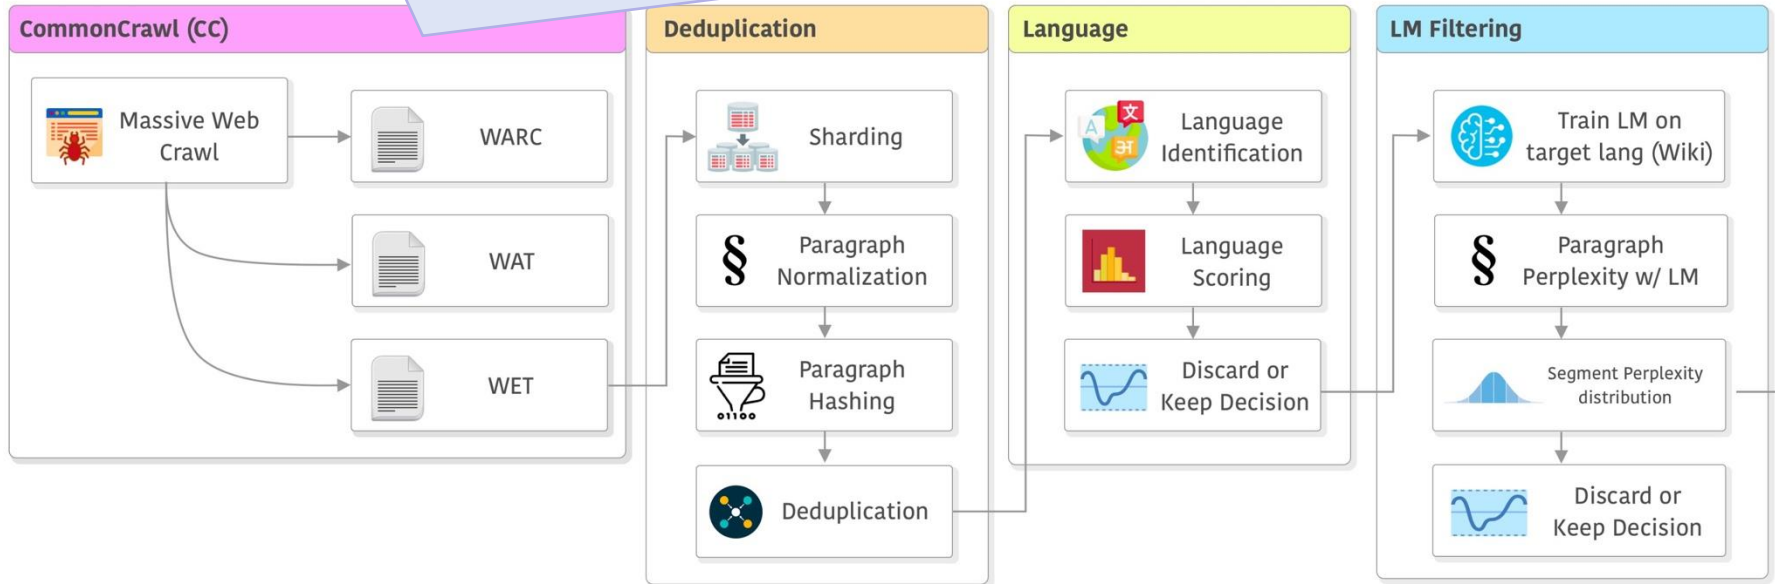 CommonCrawl (CC)
Massive Web
Crawl
WARC
WAT
WET
Deduplication
Sharding
§ Paragraph
Normalization
Paragraph
Hashing
01100
Deduplication
Language
A
文
अ
Language
Identification
Language
Scoring
Discard or
Keep Decision
LM Filtering
Train LM on
target lang (Wiki)
§ Paragraph
Perplexity w/ LM
Segment Perplexity
distribution
Discard or
Keep Decision